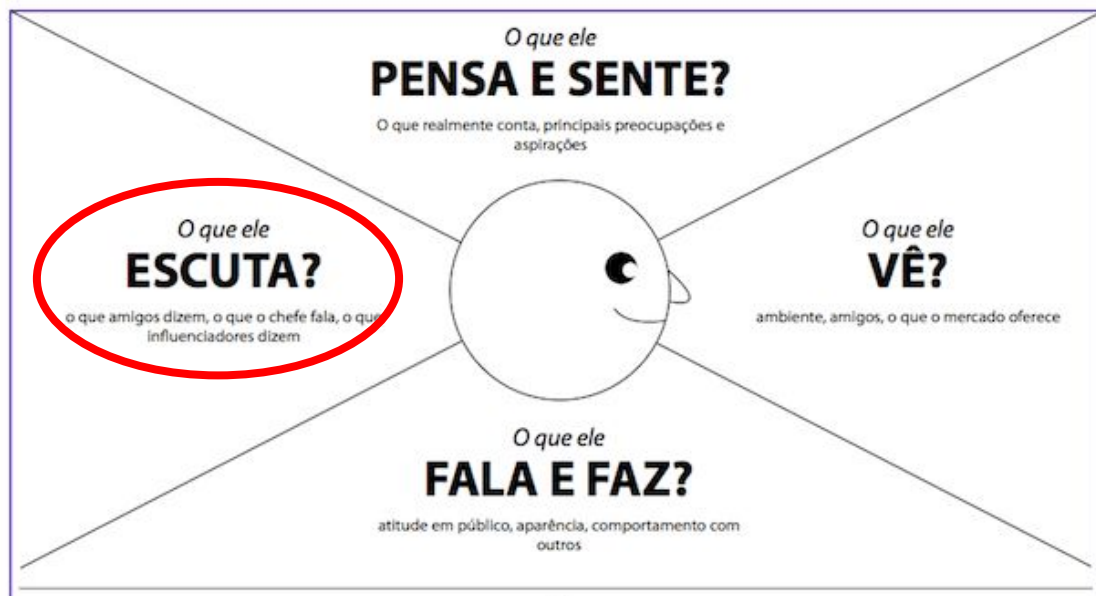 O que ele
PENSA E SENTE?
O que realmente conta, principais preocupações e
aspirações
O que ele
ESCUTA?
o que amigos dizem, o que o chefe fala, o que
influenciadores dizem
O que ele
VÊ?
ambiente, amigos, o que o mercado oferece
O que ele
FALA E FAZ?
atitude em público, aparência, comportamento com
outros